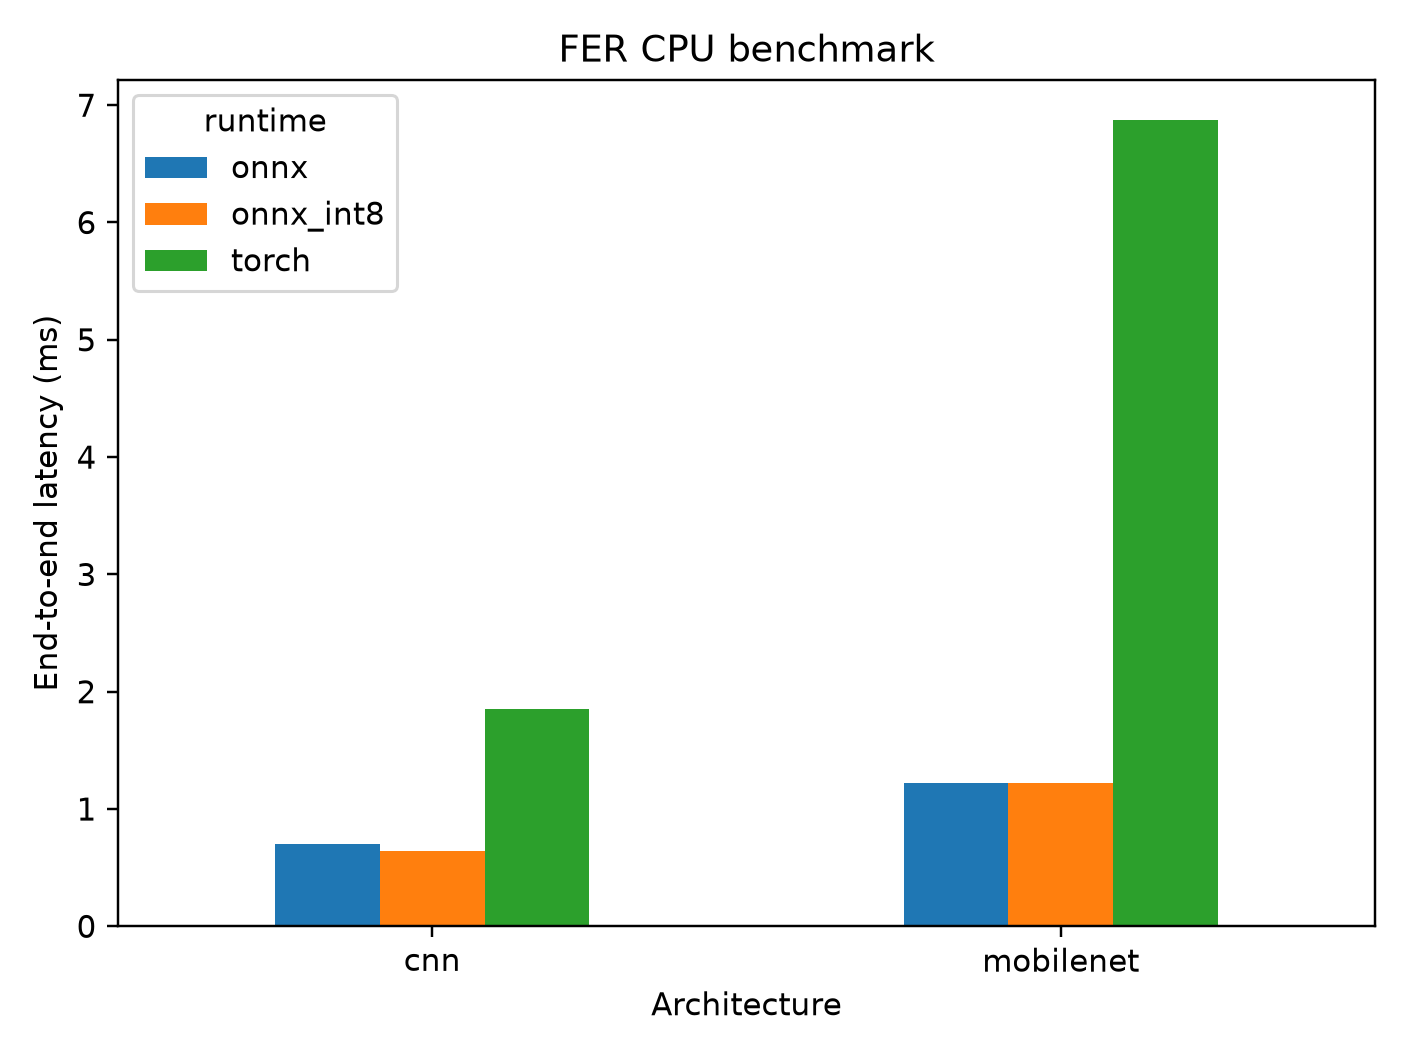 FER CPU benchmark
runtime
onnx
onnx_int8
torch
7
6
5
4
3
2
1
0
End-to-end latency (ms)
cnn
mobilenet
Architecture